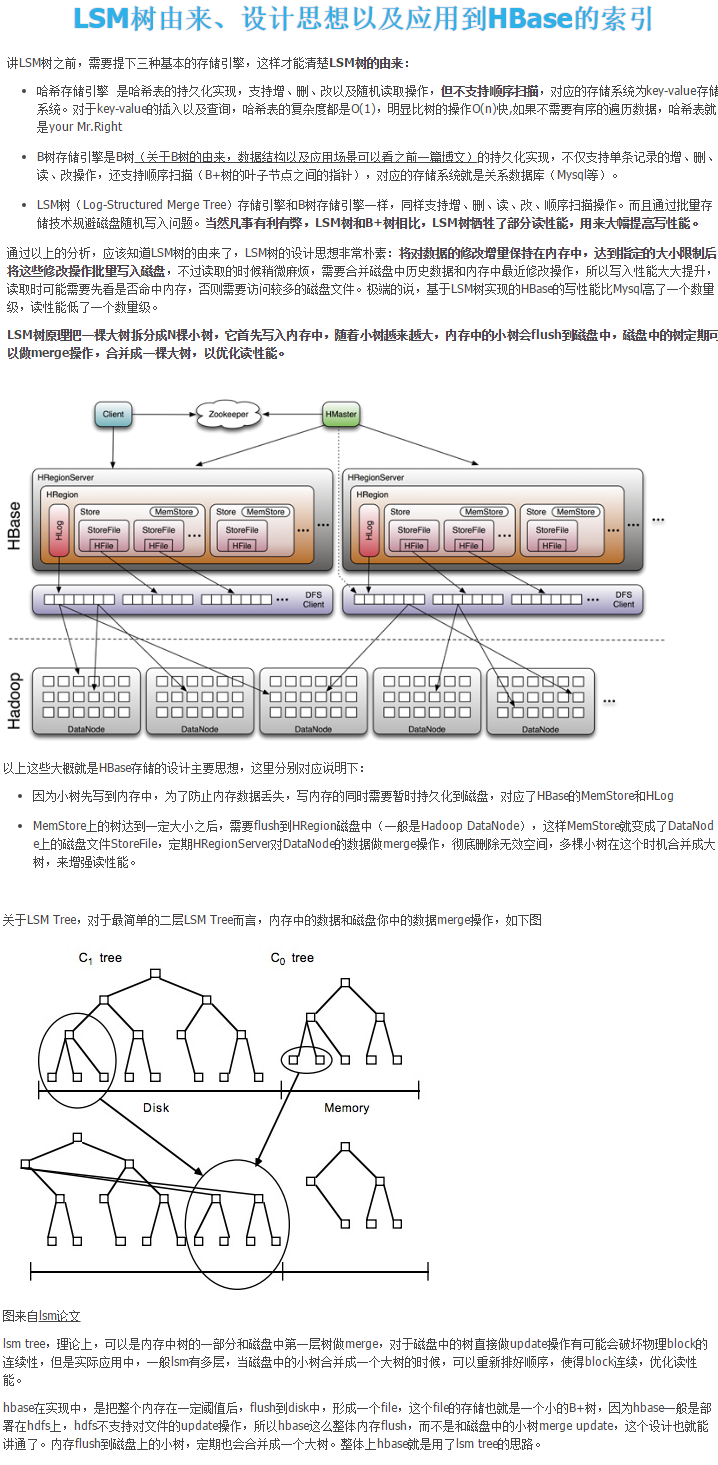 LSM树由来、设计思想以及应用到HBase的索引
讲LSM树之前，需要提下三种基本的存储引擎，这样才能清楚LSM树的由来：
哈希存储引擎 是哈希表的持久化实现，支持增、删、改以及随机读取操作，但不支持顺序扫描，对应的存储系统为key-value存储
系统。对于key-value的插入以及查询，哈希表的复杂度都是O(1)，明显比树的操作O(n)快,如果不需要有序的遍历数据，哈希表就
是your Mr.Right
B树存储引擎是B树（关于B树的由来，数据结构以及应用场景可以看之前一篇博文）的持久化实现，不仅支持单条记录的增、删、
读、改操作，还支持顺序扫描（B+树的叶子节点之间的指针），对应的存储系统就是关系数据库（Mysql等）。
LSM树（Log-Structured Merge Tree）存储引擎和B树存储引擎一样，同样支持增、删、读、改、顺序扫描操作。而且通过批量存
储技术规避磁盘随机写入问题。当然凡事有利有弊，LSM树和B+树相比，LSM树牺牲了部分读性能，用来大幅提高写性能。
通过以上的分析，应该知道LSM树的由来了，LSM树的设计思想非常朴素：将对数据的修改增量保持在内存中，达到指定的大小限制后
将这些修改操作批量写入磁盘，不过读取的时候稍微麻烦，需要合并磁盘中历史数据和内存中最近修改操作，所以写入性能大大提升，
读取时可能需要先看是否命中内存，否则需要访问较多的磁盘文件。极端的说，基于LSM树实现的HBase的写性能比Mysql高了一个数量
级，读性能低了一个数量级。
LSM树原理把一棵大树拆分成N棵小树，它首先写入内存中，随着小树越来越大，内存中的小树会flush到磁盘中，磁盘中的树定期可
以做merge操作，合并成一棵大树，以优化读性能。
Client
Zookeeper
HMaster
HBase
HRegionServer
HRegion
HLog
Store
MemStore
StoreFile
HFile
StoreFile
HFile
...
Store
MemStore
StoreFile
HFile
...
...
HRegionServer
HRegion
HLog
Store
MemStore
StoreFile
HFile
StoreFile
HFile
...
Store
MemStore
StoreFile
HFile
...
...
...
... DFS
Client
... DFS
Client
Hadoop
DataNode
DataNode
DataNode
DataNode
DataNode
...
以上这些大概就是HBase存储的设计主要思想，这里分别对应说明下：
因为小树先写到内存中，为了防止内存数据丢失，写内存的同时需要暂时持久化到磁盘，对应了HBase的MemStore和HLog
MemStore上的树达到一定大小之后，需要flush到HRegion磁盘中（一般是Hadoop DataNode），这样MemStore就变成了DataNod
e上的磁盘文件StoreFile，定期HRegionServer对DataNode的数据做merge操作，彻底删除无效空间，多棵小树在这个时机合并成大
树，来增强读性能。
关于LSM Tree，对于最简单的二层LSM Tree而言，内存中的数据和磁盘你中的数据merge操作，如下图
C1 tree
C0 tree
Disk
Memory
图来自lsm论文
lsm tree，理论上，可以是内存中树的一部分和磁盘中第一层树做merge，对于磁盘中的树直接做update操作有可能会破坏物理block的
连续性，但是实际应用中，一般lsm有多层，当磁盘中的小树合并成一个大树的时候，可以重新排好顺序，使得block连续，优化读性
能。
hbase在实现中，是把整个内存在一定阈值后，flush到disk中，形成一个file，这个file的存储也就是一个小的B+树，因为hbase一般是部
署在hdfs上，hdfs不支持对文件的update操作，所以hbase这么整体内存flush，而不是和磁盘中的小树merge update，这个设计也就能
讲通了。内存flush到磁盘上的小树，定期也会合并成一个大树。整体上hbase就是用了lsm tree的思路。